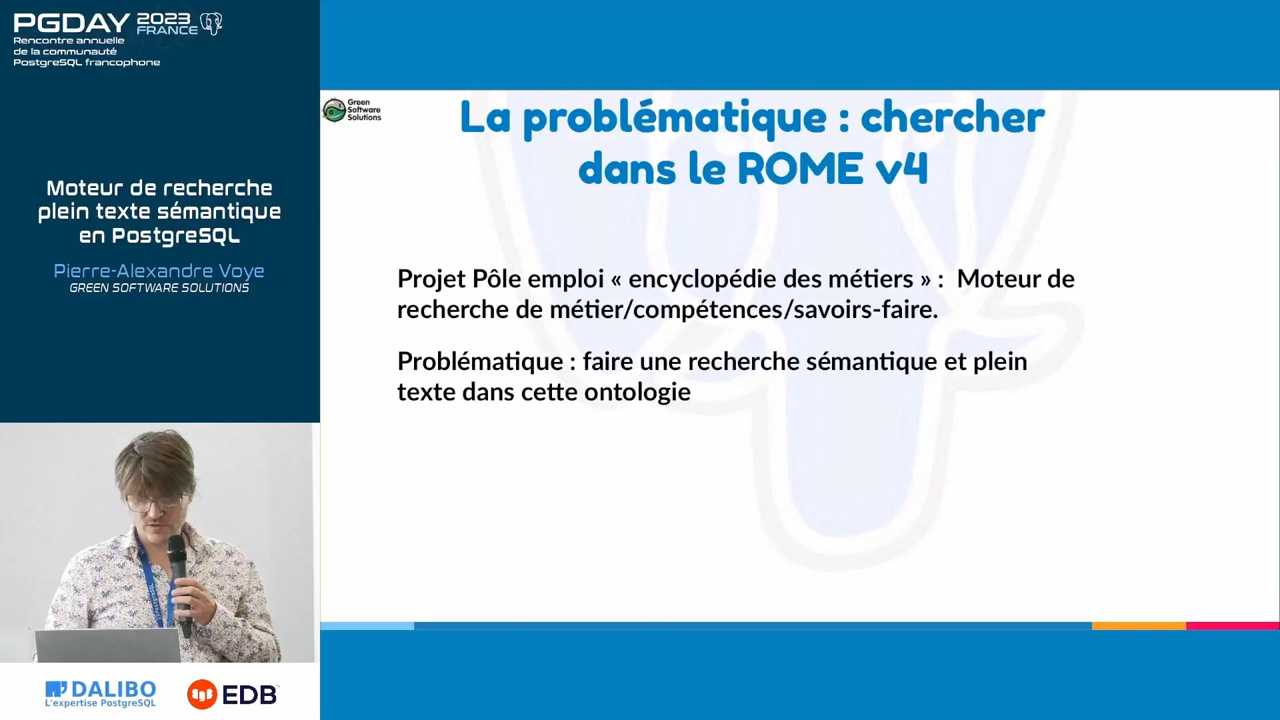 PGDAY 2023 FRANCE
Rencontre annuelle
de la communauté
PostgreSQL francophone
Moteur de recherche
plein texte sémantique
en PostgreSQL
Pierre-Alexandre Voye
GREEN SOFTWARE SOLUTIONS
DALIBO
L'expertise PostgreSQL
EDB
Green
Software
Solutions
La problématique : chercher
dans le ROME v4
Projet Pôle emploi « encyclopédie des métiers » : Moteur de
recherche de métier/compétences/savoirs-faire.
Problématique : faire une recherche sémantique et plein
texte dans cette ontologie